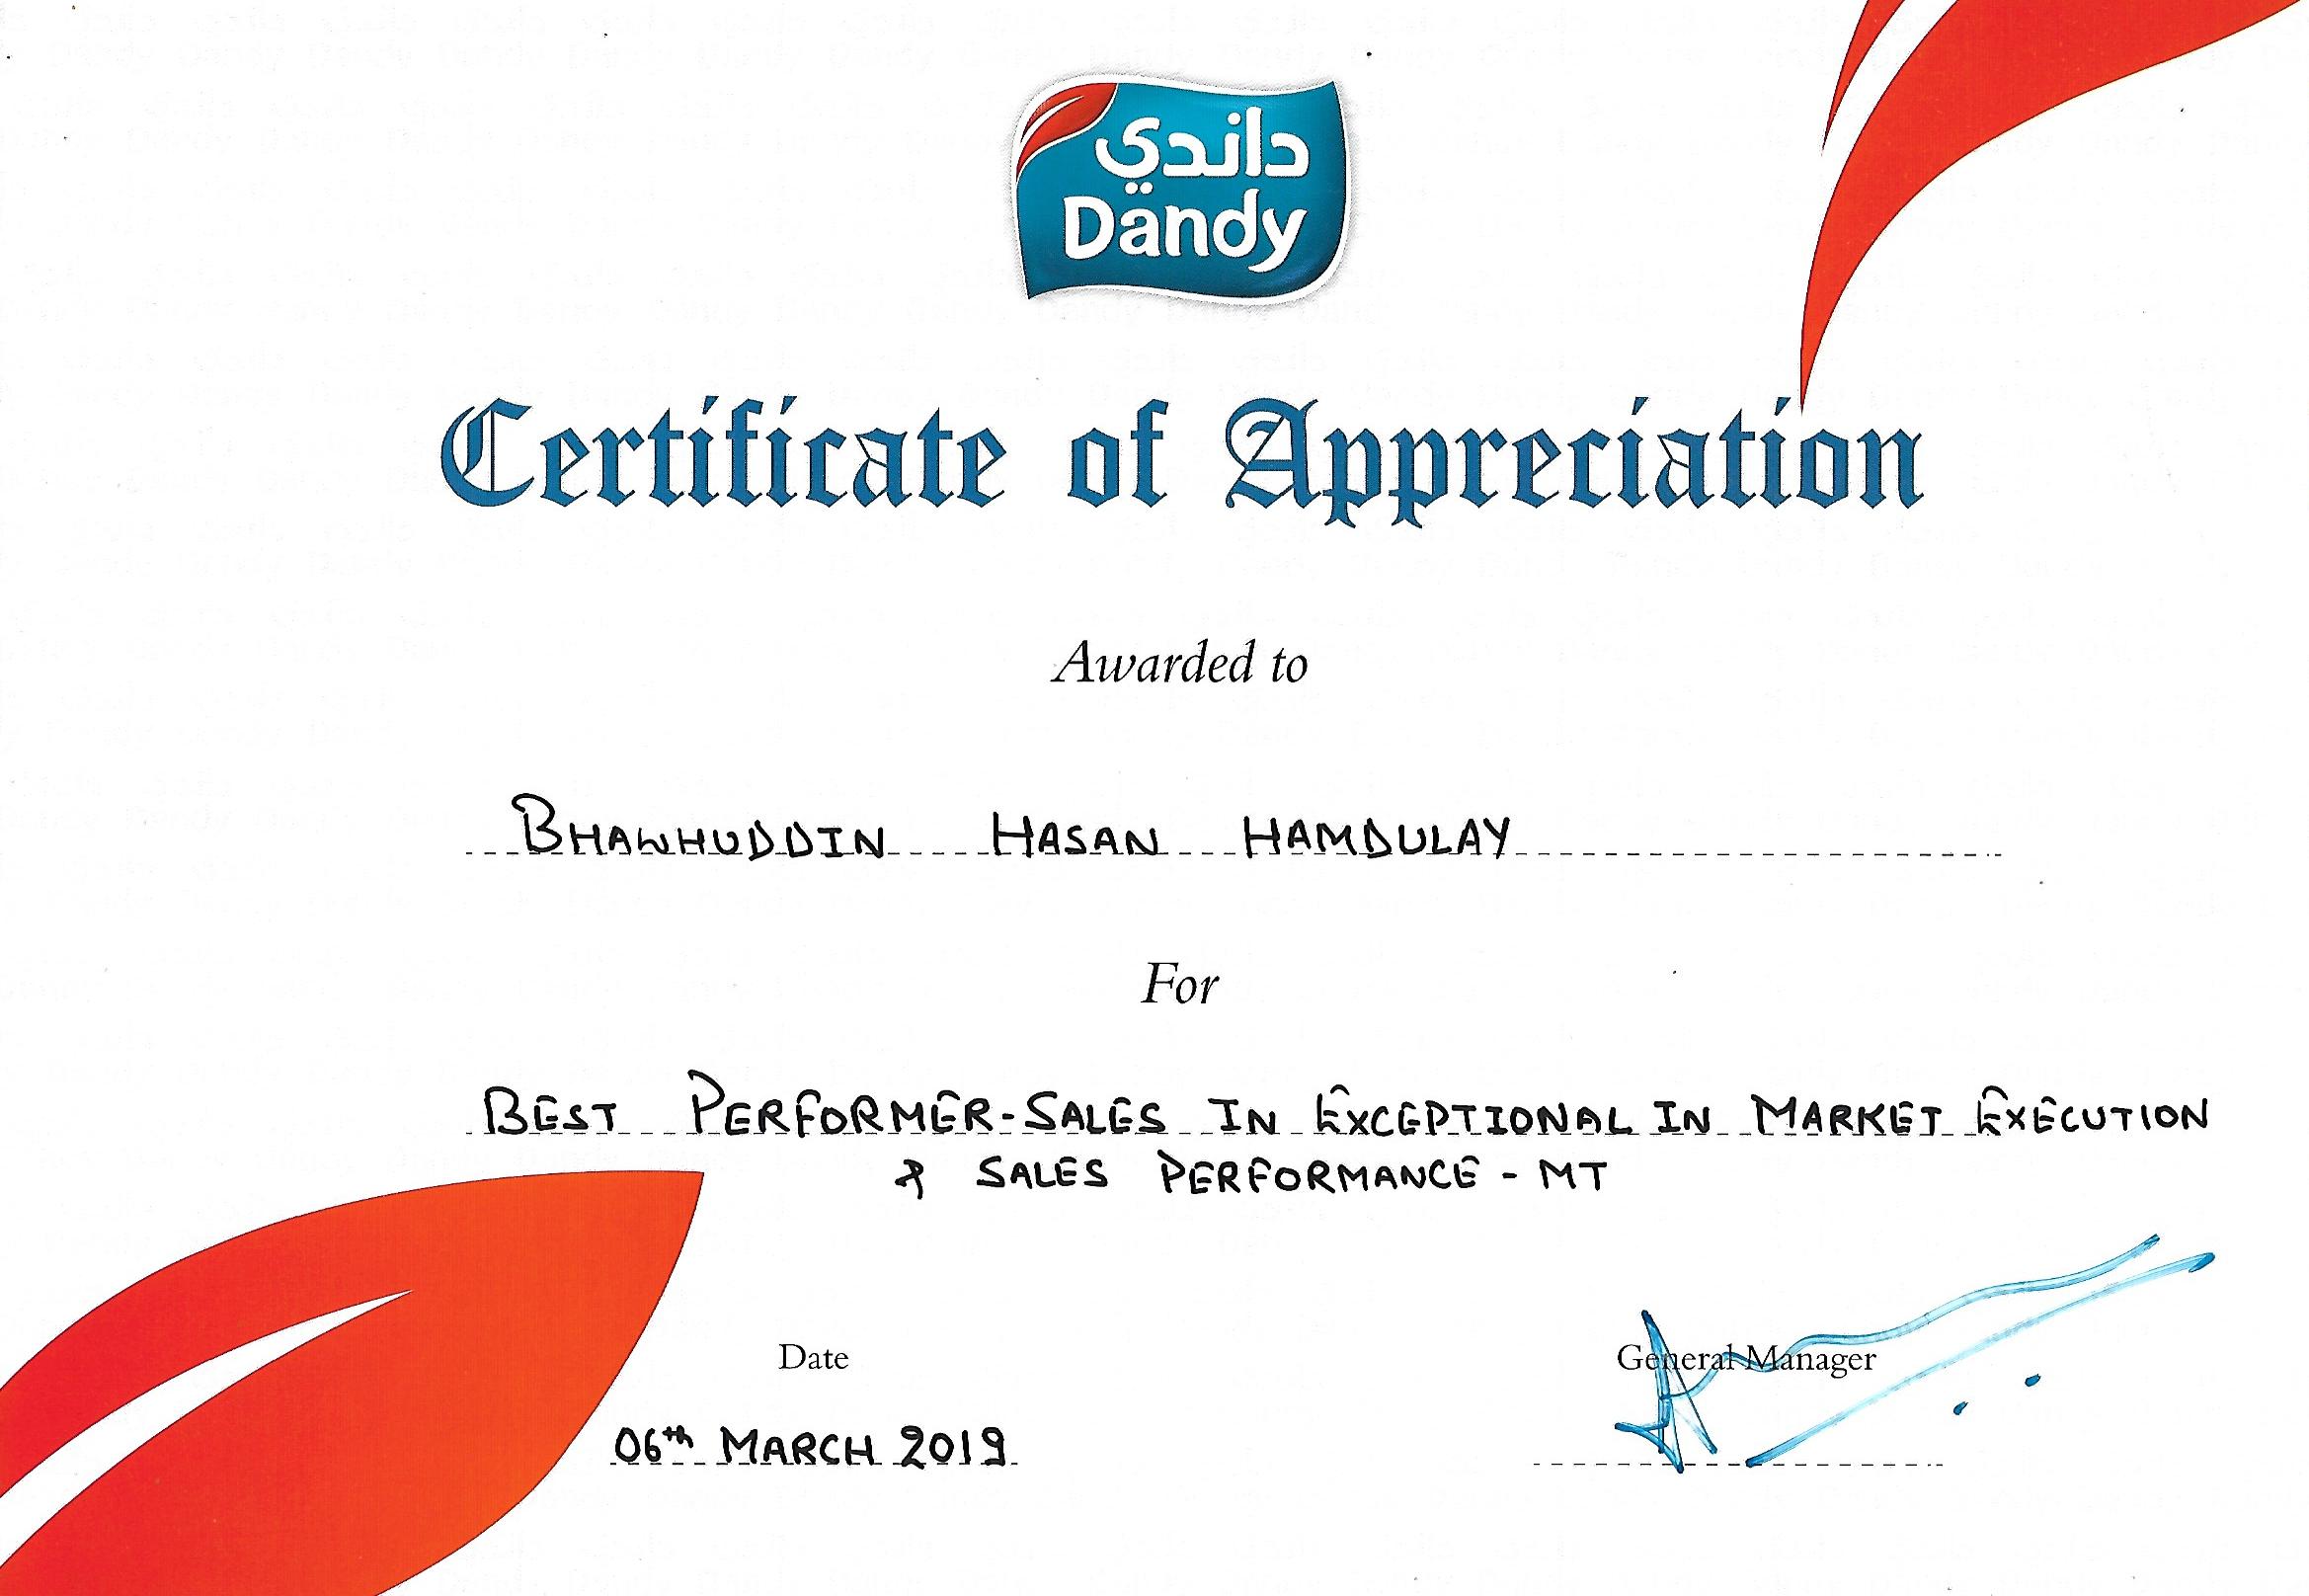 داندي
Dandy
Certificate of Appreciation
Awarded to
BHAWHUDDIN HASAN HAMDULAY
For
BEST PERFORMER-SALES IN EXCEPTIONAL IN MARKET EXECUTION
& SALES PERFORMANCE - MT
Date
General Manager
06th MARCH 2019